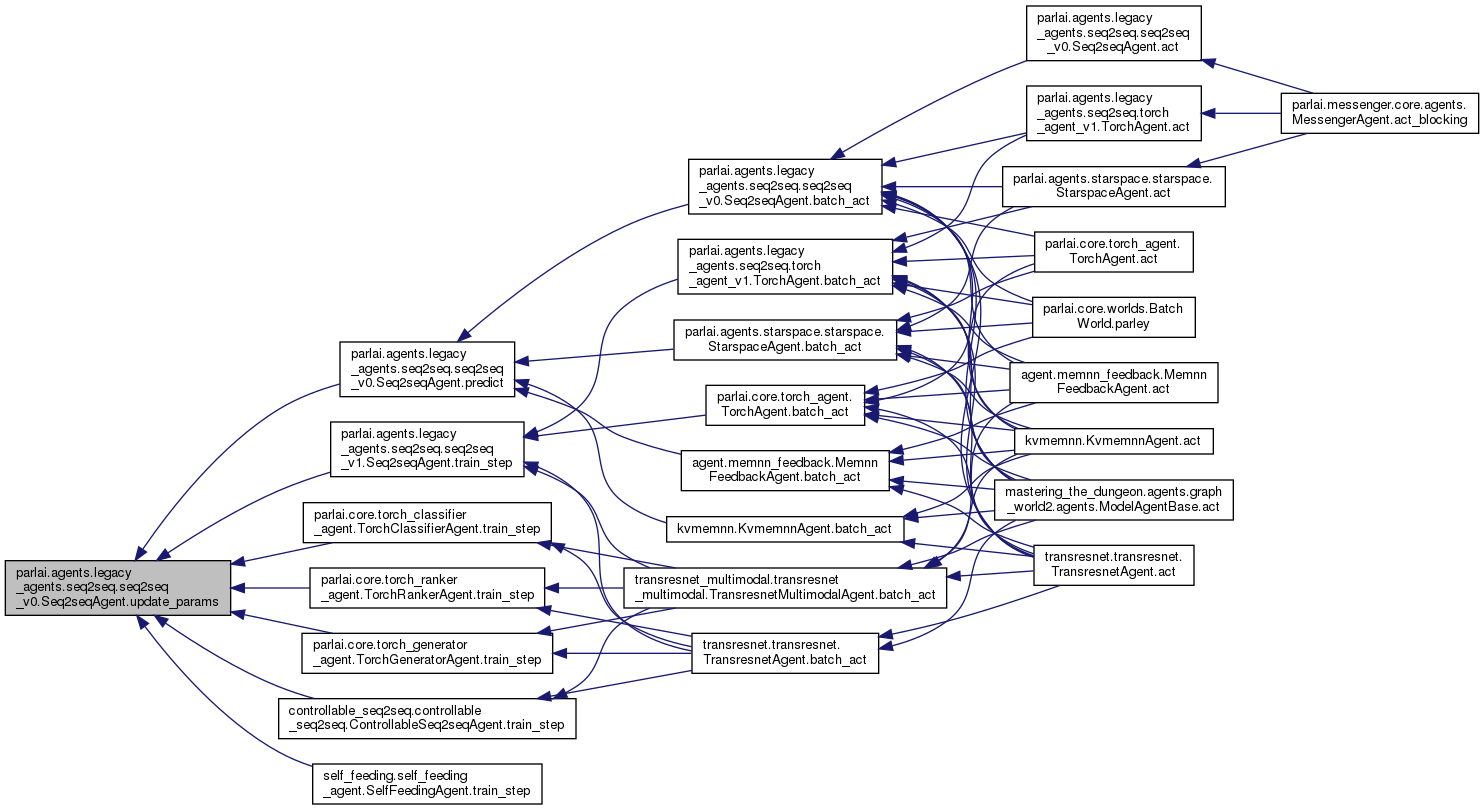 parlai.agents.legacy
_agents.seq2seq.seq2seq
_v0.Seq2seqAgent.update_params
parlai.agents.legacy
_agents.seq2seq.seq2seq
_v0.Seq2seqAgent.predict
parlai.agents.legacy
_agents.seq2seq.seq2seq
_v1.Seq2seqAgent.train_step
parlai.core.torch_classifier
_agent.TorchClassifierAgent.train_step
parlai.core.torch_ranker
_agent.TorchRankerAgent.train_step
parlai.core.torch_generator
_agent.TorchGeneratorAgent.train_step
controllable_seq2seq.controllable
_seq2seq.ControllableSeq2seqAgent.train_step
self_feeding.self_feeding
_agent.SelfFeedingAgent.train_step
parlai.agents.legacy
_agents.seq2seq.seq2seq
_v0.Seq2seqAgent.batch_act
parlai.agents.legacy
_agents.seq2seq.torch
_agent_v1.TorchAgent.batch_act
parlai.agents.starspace.starspace.
StarspaceAgent.batch_act
parlai.core.torch_agent.
TorchAgent.batch_act
agent.memnn_feedback.Memnn
FeedbackAgent.batch_act
kvmemnn.KvmemnnAgent.batch_act
transresnet_multimodal.transresnet
_multimodal.TransresnetMultimodalAgent.batch_act
transresnet.transresnet.
TransresnetAgent.batch_act
parlai.agents.legacy
_agents.seq2seq.seq2seq
_v0.Seq2seqAgent.act
parlai.agents.legacy
_agents.seq2seq.torch
_agent_v1.TorchAgent.act
parlai.agents.starspace.starspace.
StarspaceAgent.act
parlai.core.torch_agent.
TorchAgent.act
parlai.core.worlds.Batch
World.parley
agent.memnn_feedback.Memnn
FeedbackAgent.act
kvmemnn.KvmemnnAgent.act
mastering_the_dungeon.agents.graph
_world2.agents.ModelAgentBase.act
transresnet.transresnet.
TransresnetAgent.act
parlai.messenger.core.agents.
MessengerAgent.act_blocking